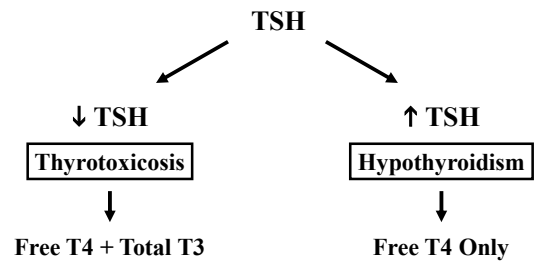 TSH
↓ TSH
↑ TSH
Thyrotoxicosis
Hypothyroidism
Free T4 + Total T3
Free T4 Only